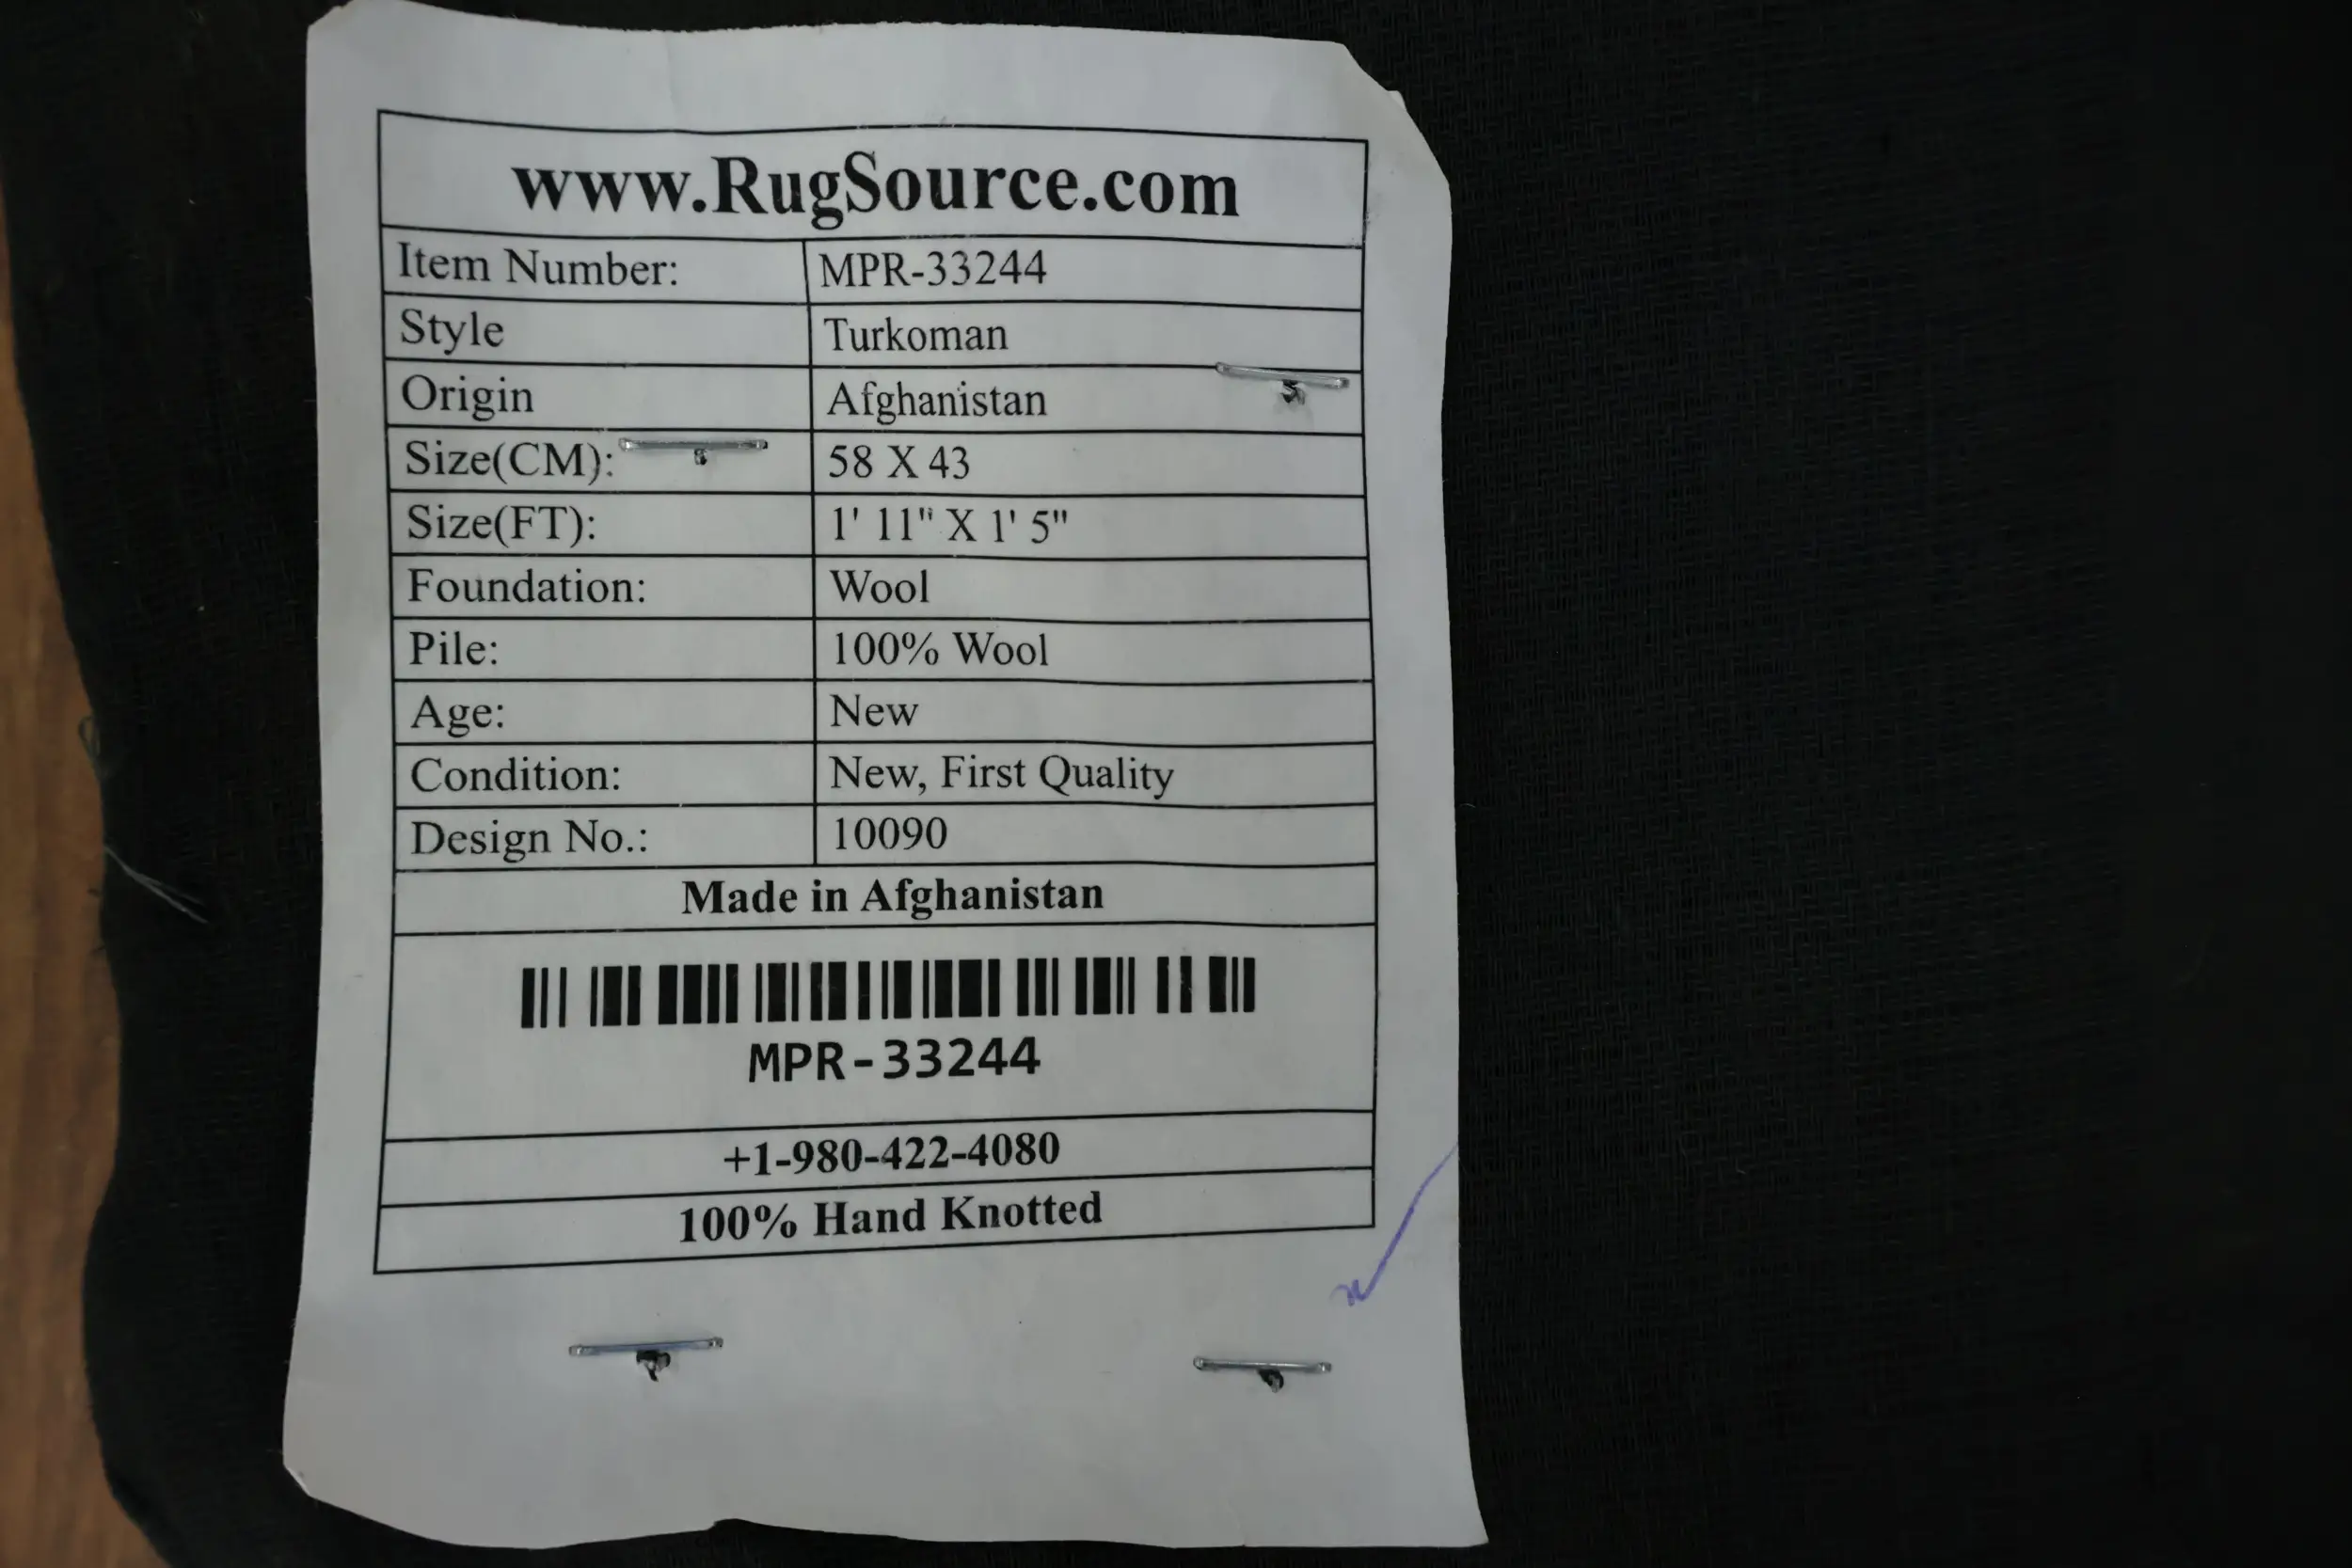 www.RugSource.com
Item Number: MPR-33244
Style Turkoman
Origin Afghanistan
Size(CM): 58 X 43
Size(FT): 1' 11" X 1' 5"
Foundation: Wool
Pile: 100% Wool
Age: New
Condition: New, First Quality
Design No.: 10090
Made in Afghanistan
MPR-33244
+1-980-422-4080
100% Hand Knotted